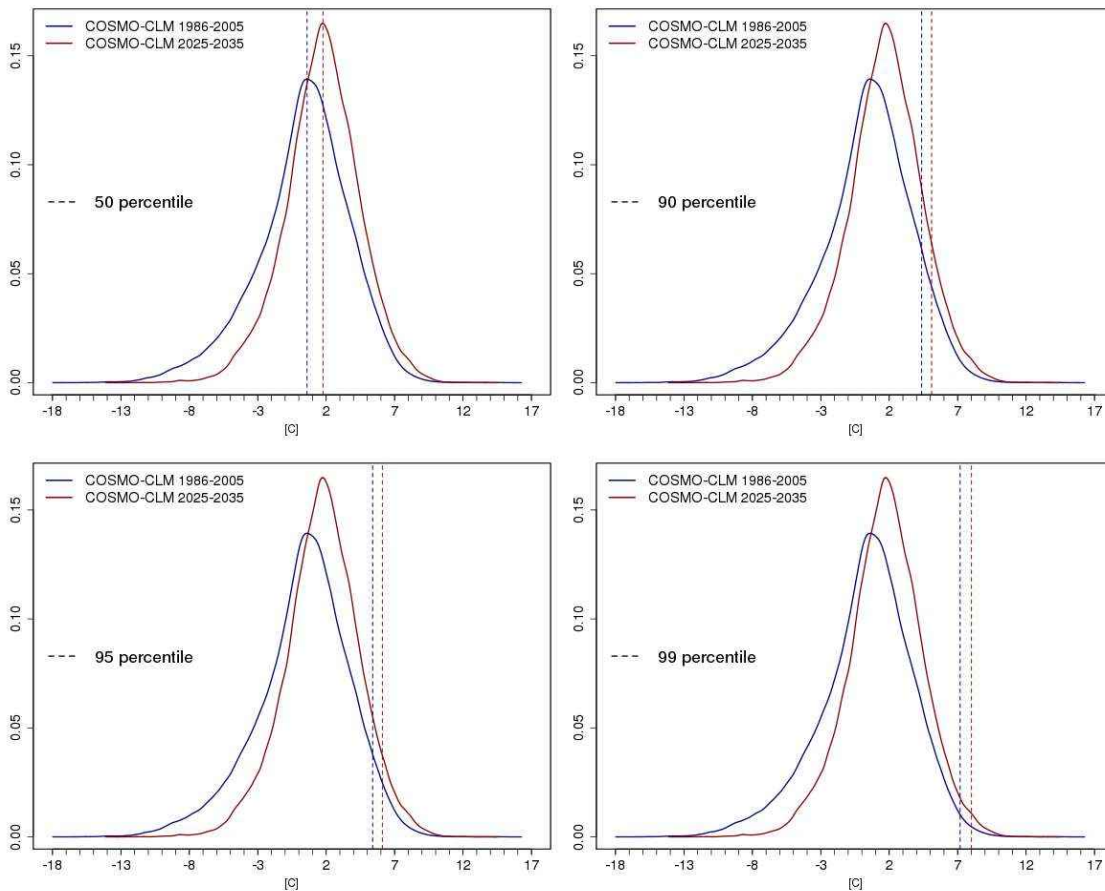 COSMO-CLM 1986-2005
COSMO-CLM 2025-2035
0.15
0.10
0.05
0.00
50 percentile
-18 -13 -8 -3 2 7 12 17
[C]
COSMO-CLM 1986-2005
COSMO-CLM 2025-2035
0.15
0.10
0.05
0.00
90 percentile
-18 -13 -8 -3 2 7 12 17
[C]
COSMO-CLM 1986-2005
COSMO-CLM 2025-2035
0.15
0.10
0.05
0.00
95 percentile
-18 -13 -8 -3 2 7 12 17
[C]
COSMO-CLM 1986-2005
COSMO-CLM 2025-2035
0.15
0.10
0.05
0.00
99 percentile
-18 -13 -8 -3 2 7 12 17
[C]